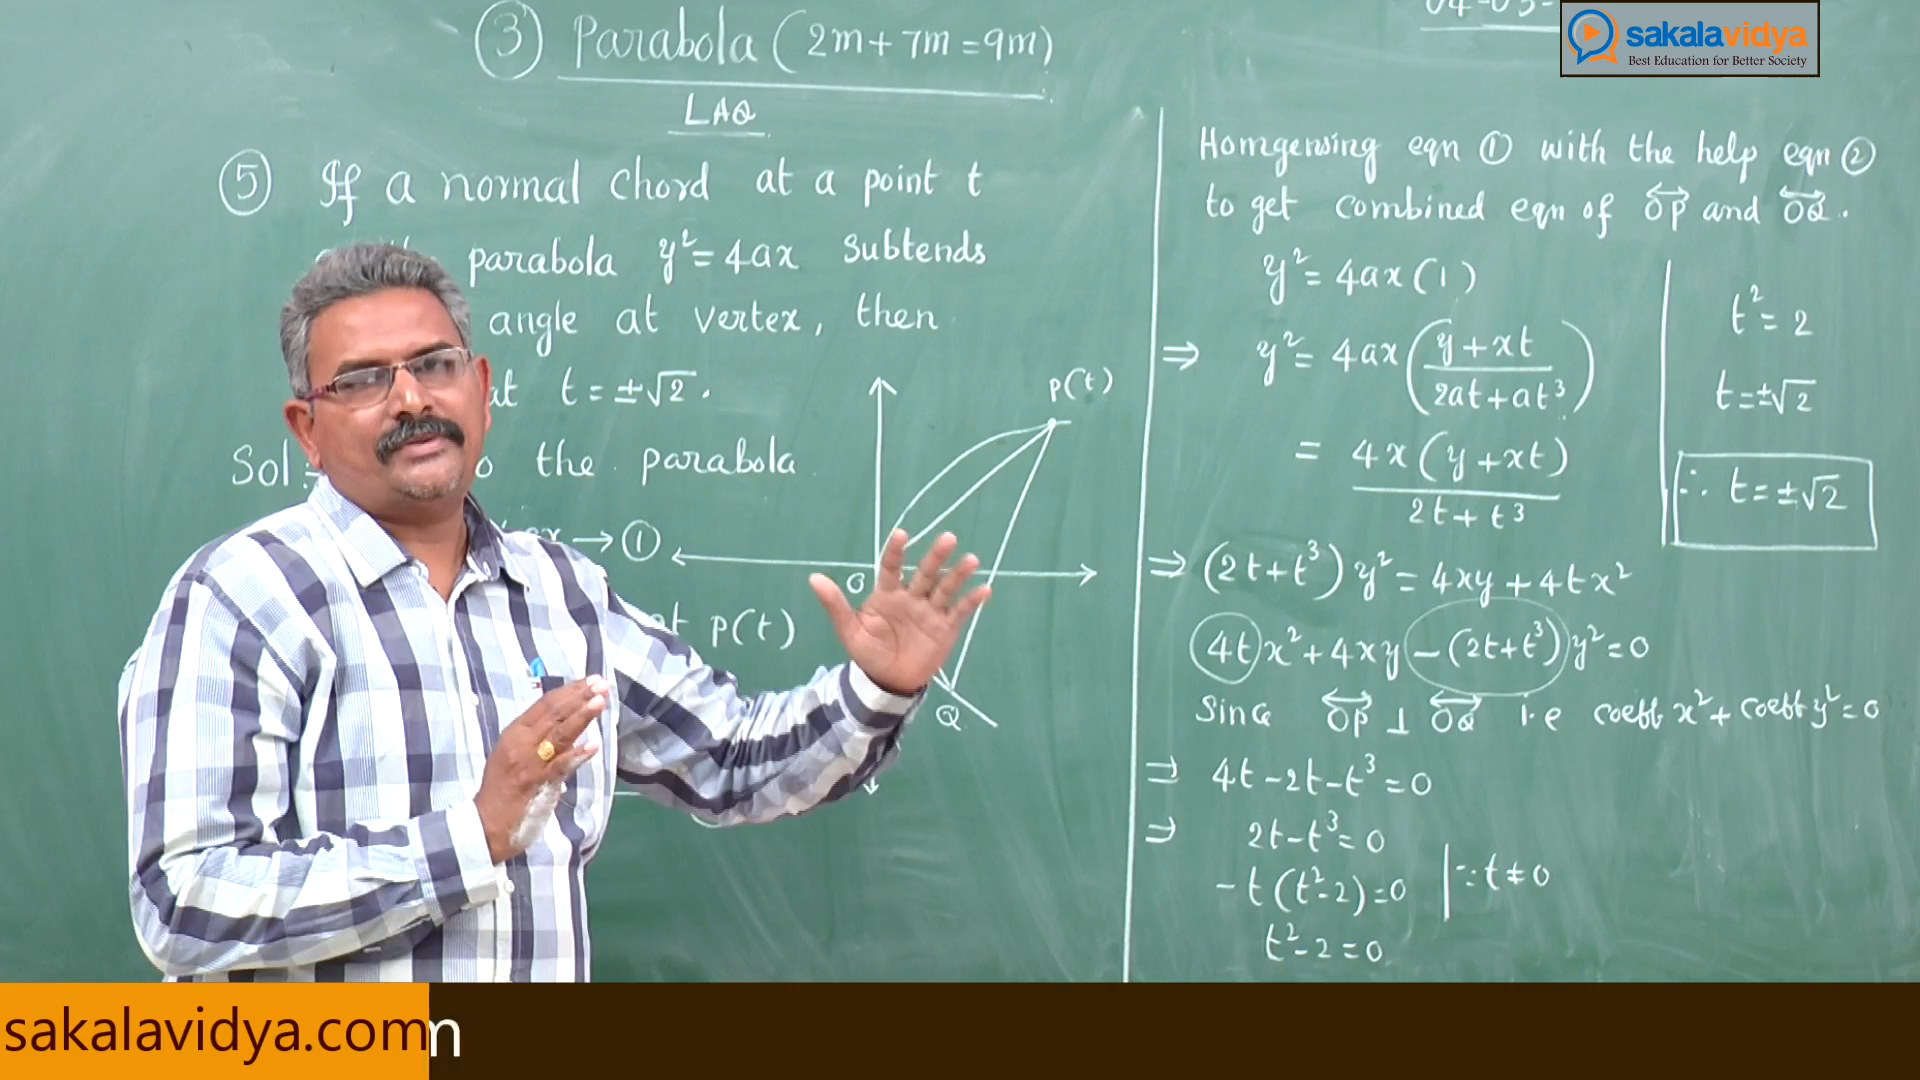 ③ Parabola (2m+7m=9m)
LAQ
⑤ If a normal chord at a point t
parabola y²=4ax subtends
angle at vertex, then
t=±√2.
Sol:- the parabola
→ ①
P(t)
P(t)
Q
Homgensing eqn ① with the help eqn ②
to get combined eqn of OP and OQ.
y²=4ax(1)
⇒ y²=4ax((y+xt)/(2at+at³))
= 4x(y+xt)/(2t+t³)
⇒ (2t+t³)y²=4xy+4tx²
4tx²+4xy-(2t+t³)y²=0
Since OP ⊥ OQ i.e coeff x²+coeff y²=0
⇒ 4t-2t-t³=0
⇒ 2t-t³=0
-t(t²-2)=0 | ∵ t≠0
t²-2=0
t²=2
t=±√2
∴ t=±√2
sakalavidya
Best Education for Better Society
sakalavidya.com